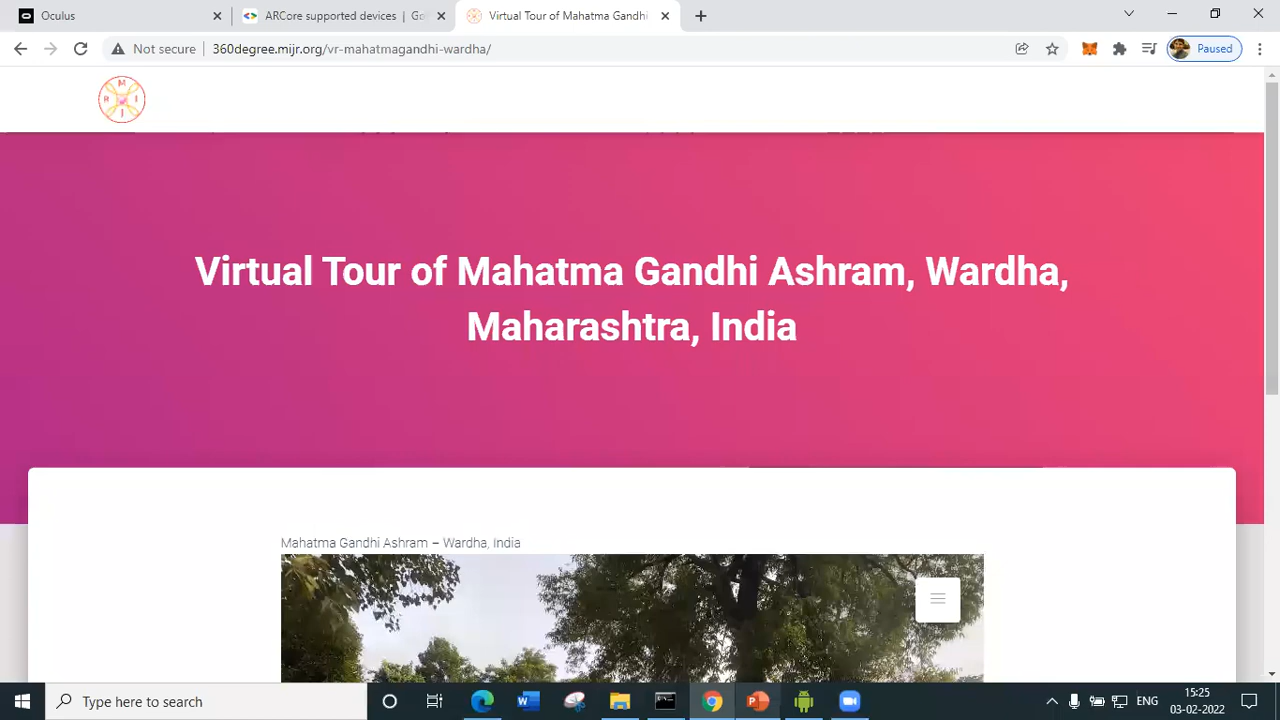 Oculus
ARCore supported devices | Go
Virtual Tour of Mahatma Gandhi
Not secure
360degree.mijr.org/vr-mahatmagandhi-wardha/
Paused
M
R I
I
Virtual Tour of Mahatma Gandhi Ashram, Wardha,
Maharashtra, India
Mahatma Gandhi Ashram – Wardha, India
Type here to search
ENG
15:25
03-02-2022